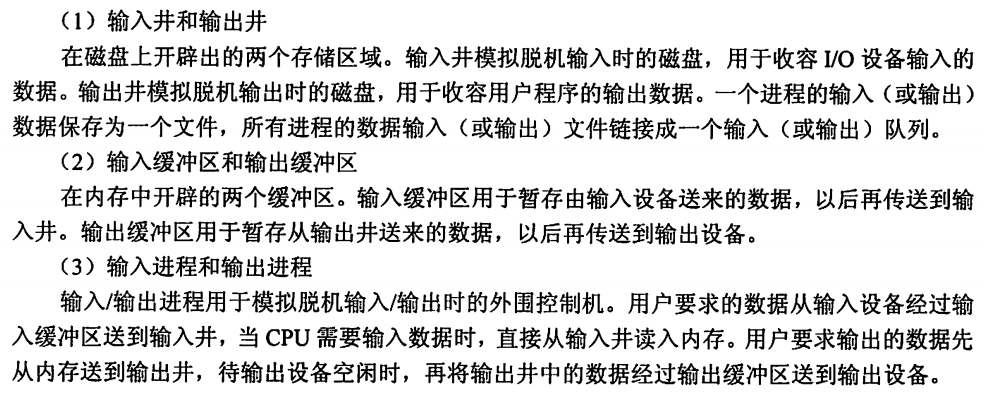 （1）输入井和输出井
在磁盘上开辟出的两个存储区域。输入井模拟脱机输入时的磁盘，用于收容 I/O 设备输入的
数据。输出井模拟脱机输出时的磁盘，用于收容用户程序的输出数据。一个进程的输入（或输出）
数据保存为一个文件，所有进程的数据输入（或输出）文件链接成一个输入（或输出）队列。
（2）输入缓冲区和输出缓冲区
在内存中开辟的两个缓冲区。输入缓冲区用于暂存由输入设备送来的数据，以后再传送到输
入井。输出缓冲区用于暂存从输出井送来的数据，以后再传送到输出设备。
（3）输入进程和输出进程
输入/输出进程用于模拟脱机输入/输出时的外围控制机。用户要求的数据从输入设备经过输
入缓冲区送到输入井，当 CPU 需要输入数据时，直接从输入井读入内存。用户要求输出的数据先
从内存送到输出井，待输出设备空闲时，再将输出井中的数据经过输出缓冲区送到输出设备。